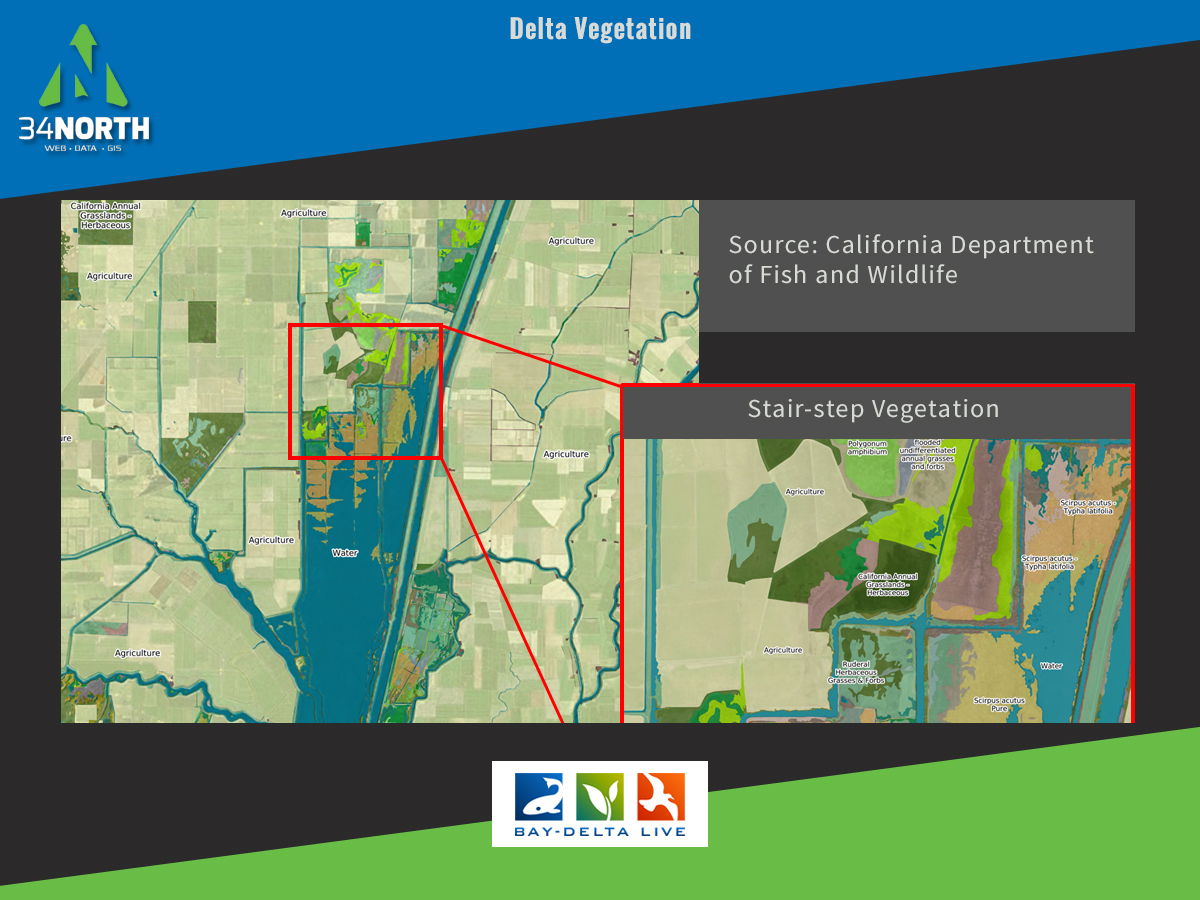 Delta Vegetation
34NORTH
WEB • DATA • GIS
California Annual
Grasslands -
Herbaceous
Agriculture
Agriculture
Agriculture
ure
Agriculture
Agriculture
Water
Agriculture
Source: California Department
of Fish and Wildlife
Stair-step Vegetation
Polygonum
amphibium
flooded
undifferentiated
annual grasses
and forbs
Agriculture
Scirpus acutus -
Typha latifolia
Scirpus acutus -
Typha latifolia
California Annual
Grasslands -
Herbaceous
Agriculture
Ruderal
Herbaceous
Grasses & Forbs
Water
Scirpus acutus
Pure
BAY-DELTA LIVE